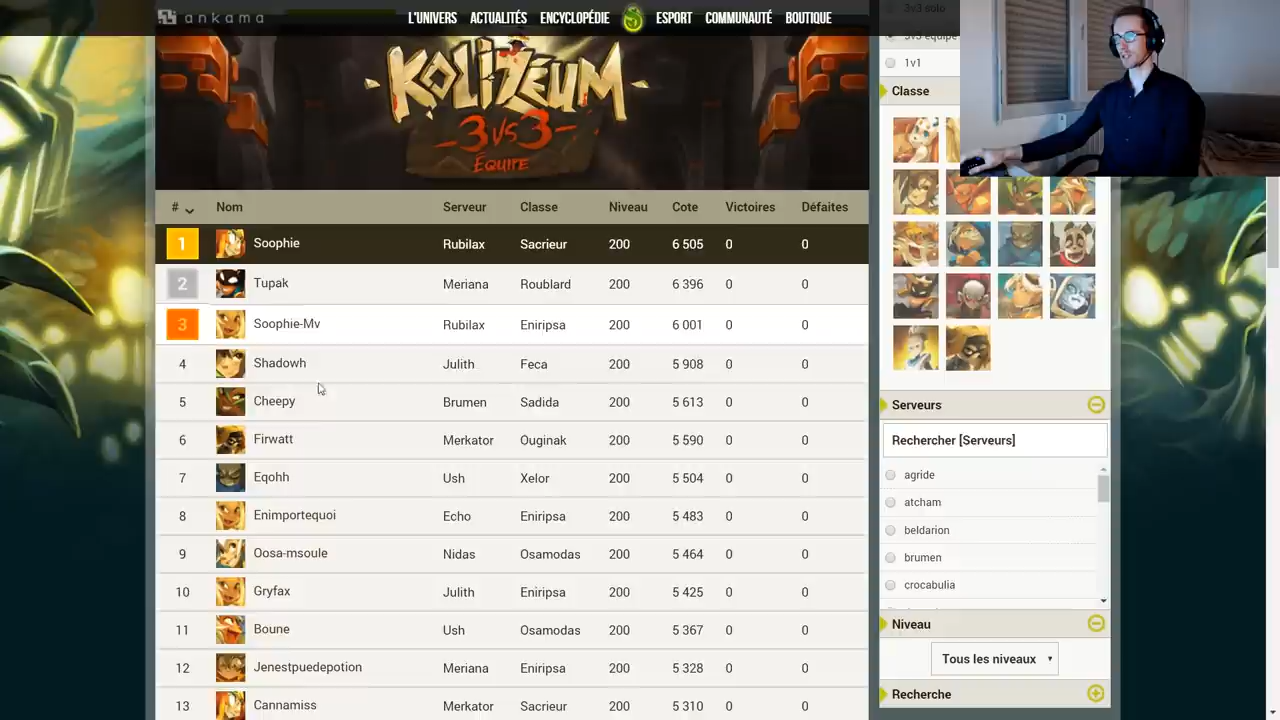 ankama
L'UNIVERS ACTUALITÉS ENCYCLOPÉDIE ESPORT COMMUNAUTÉ BOUTIQUE
KOLIZÉUM
3 VS 3
EQUIPE
# Nom Serveur Classe Niveau Cote Victoires Défaites
1 Soophie Rubilax Sacrieur 200 6 505 0 0
2 Tupak Meriana Roublard 200 6 396 0 0
3 Soophie-Mv Rubilax Eniripsa 200 6 001 0 0
4 Shadowh Julith Feca 200 5 908 0 0
5 Cheepy Brumen Sadida 200 5 613 0 0
6 Firwatt Merkator Ouginak 200 5 590 0 0
7 Eqohh Ush Xelor 200 5 504 0 0
8 Enimportequoi Echo Eniripsa 200 5 483 0 0
9 Oosa-msoule Nidas Osamodas 200 5 464 0 0
10 Gryfax Julith Eniripsa 200 5 425 0 0
11 Boune Ush Osamodas 200 5 367 0 0
12 Jenestpuedepotion Meriana Eniripsa 200 5 328 0 0
13 Cannamiss Merkator Sacrieur 200 5 310 0 0
3v3 solo
3v3 equipe
1v1
Classe
Serveurs
Rechercher [Serveurs]
agride
atcham
beldarion
brumen
crocabulia
Niveau
Tous les niveaux
Recherche